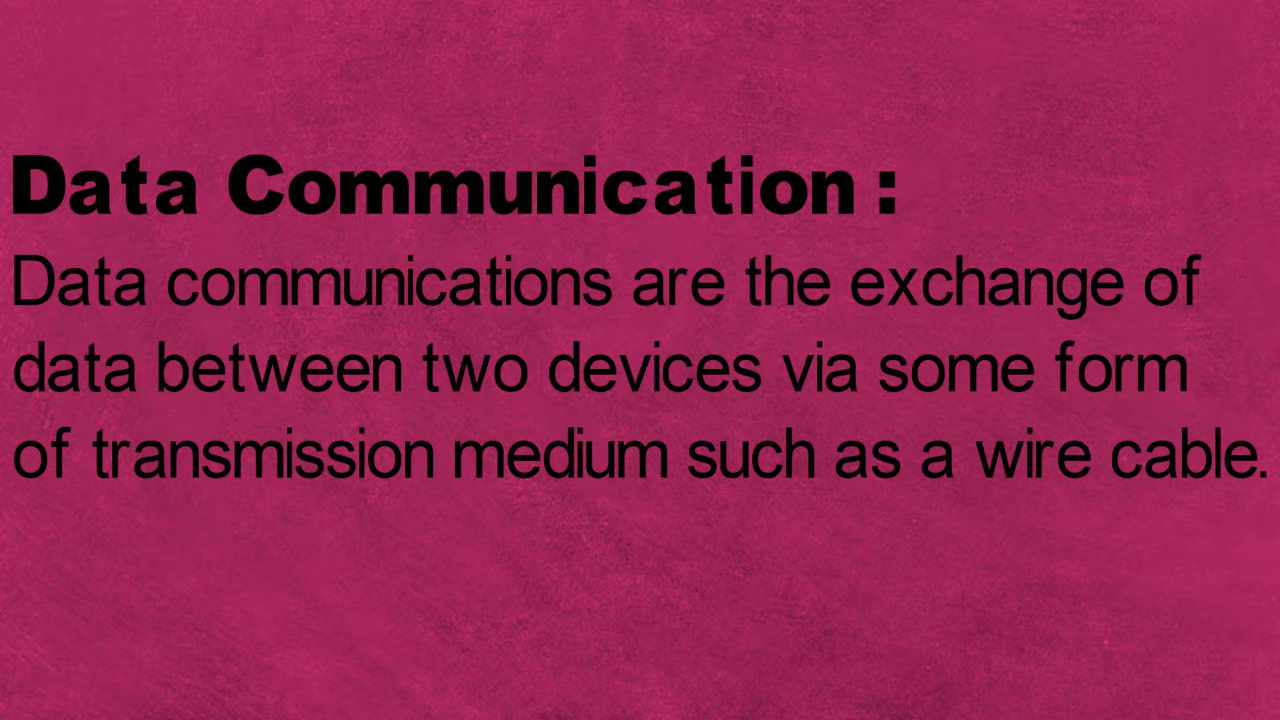 Data Communication :
Data communications are the exchange of
data between two devices via some form
of transmission medium such as a wire cable.